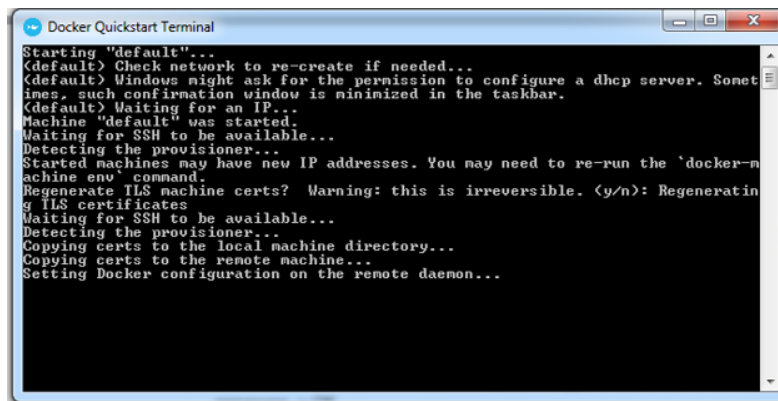 Docker Quickstart Terminal
Starting "default"...
(default) Check network to re-create if needed...
(default) Windows might ask for the permission to configure a dhcp server. Somet
imes, such confirmation window is minimized in the taskbar.
(default) Waiting for an IP...
Machine "default" was started.
Waiting for SSH to be available...
Detecting the provisioner...
Started machines may have new IP addresses. You may need to re-run the `docker-m
achine env` command.
Regenerate TLS machine certs?  Warning: this is irreversible. (y/n): Regeneratin
g TLS certificates
Waiting for SSH to be available...
Detecting the provisioner...
Copying certs to the local machine directory...
Copying certs to the remote machine...
Setting Docker configuration on the remote daemon...